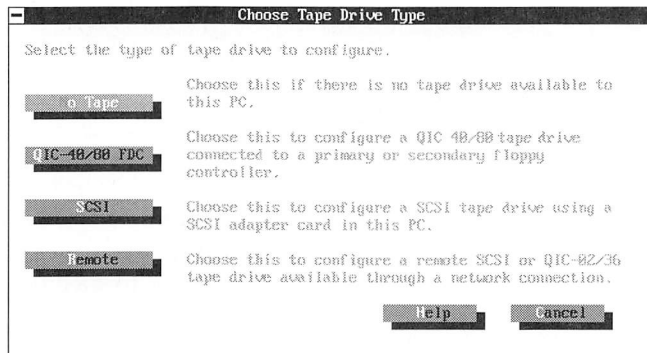 Choose Tape Drive Type
Select the type of tape drive to configure.
No Tape
Choose this if there is no tape drive available to
this PC.
QIC-40/80 FDC
Choose this to configure a QIC 40/80 tape drive
connected to a primary or secondary floppy
controller.
SCSI
Choose this to configure a SCSI tape drive using a
SCSI adapter card in this PC.
Remote
Choose this to configure a remote SCSI or QIC-02/36
tape drive available through a network connection.
Help
Cancel